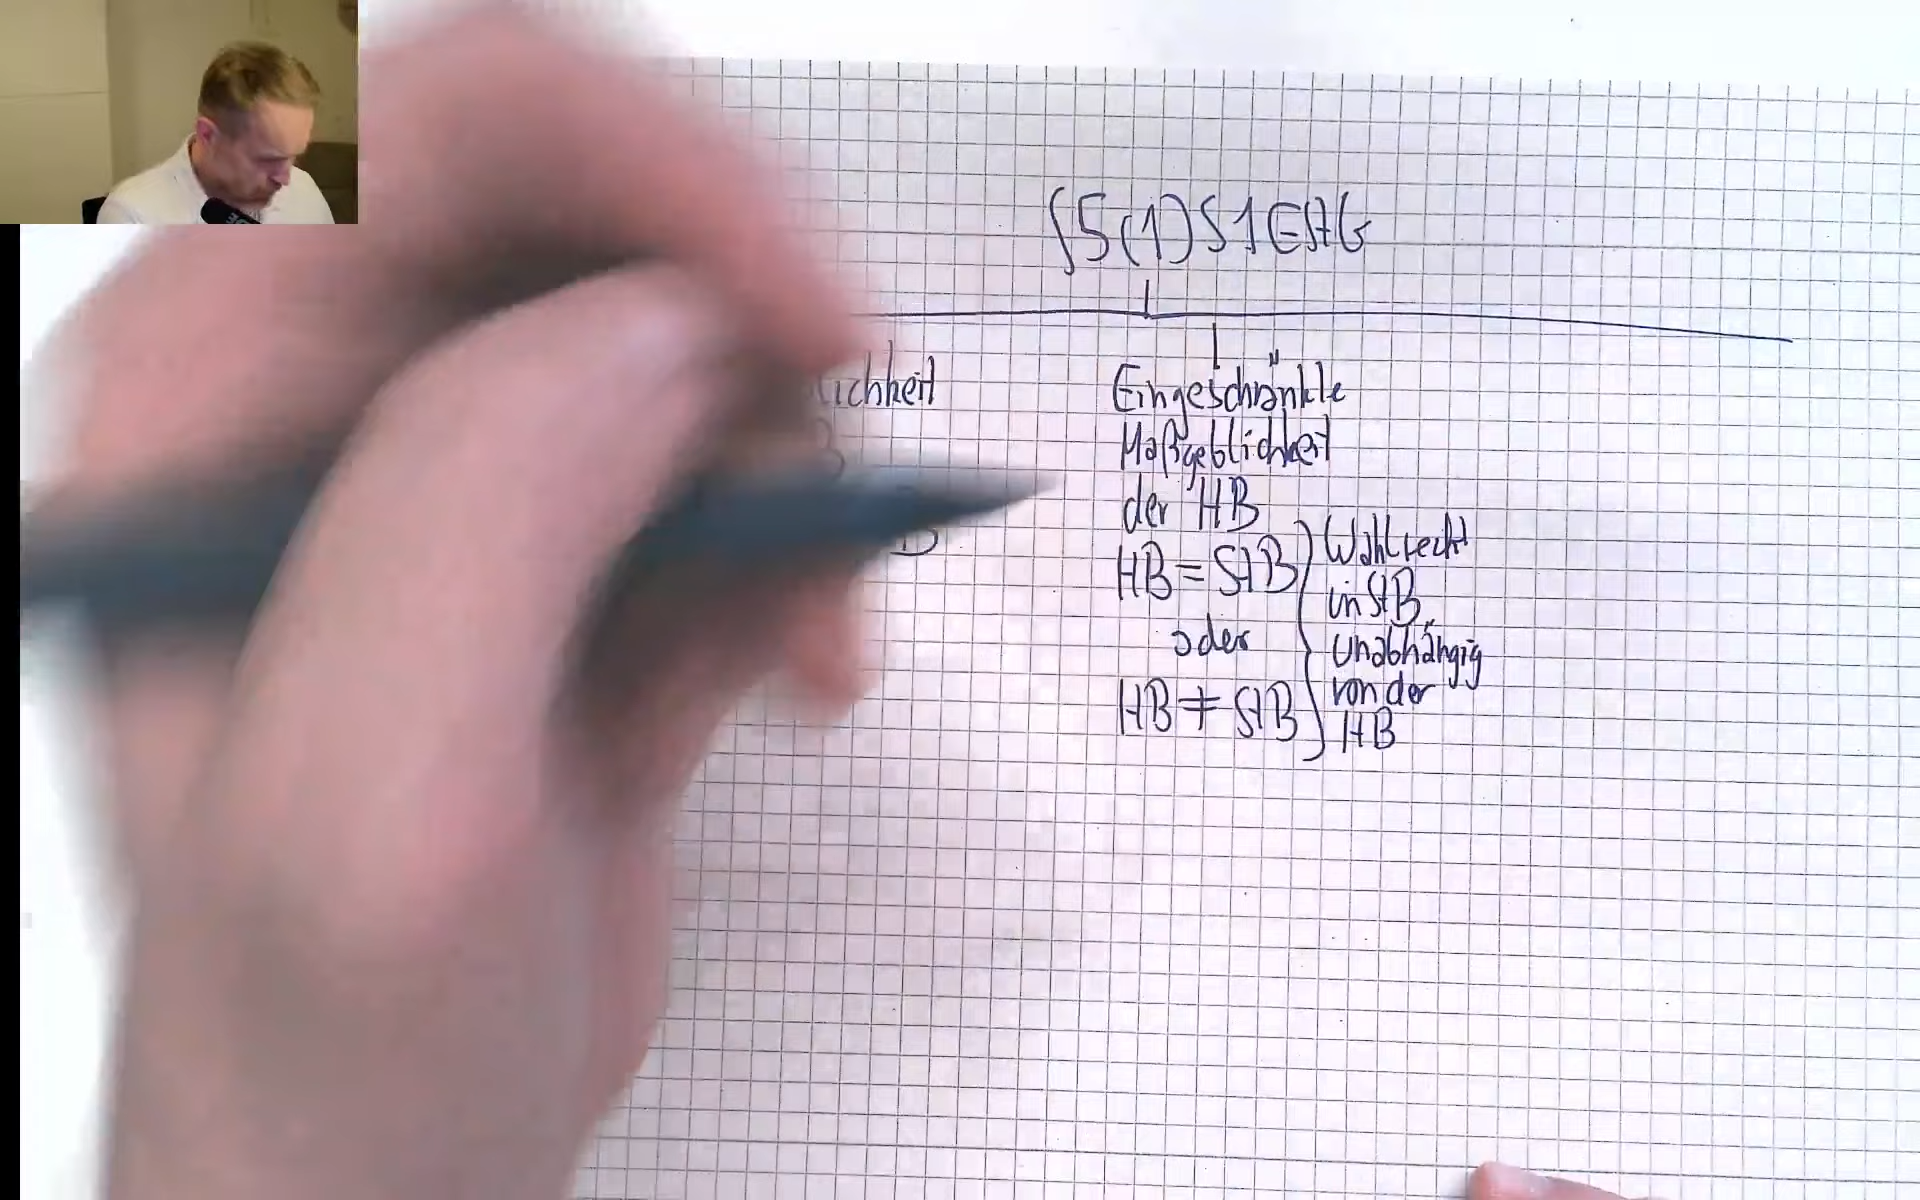 §5(1)S1EStG
lichkeit
Eingeschränkte
Maßgeblichkeit
der HB
HB = StB
oder
HB ≠ StB
Wahlrecht
in StB
unabhängig
von der
HB